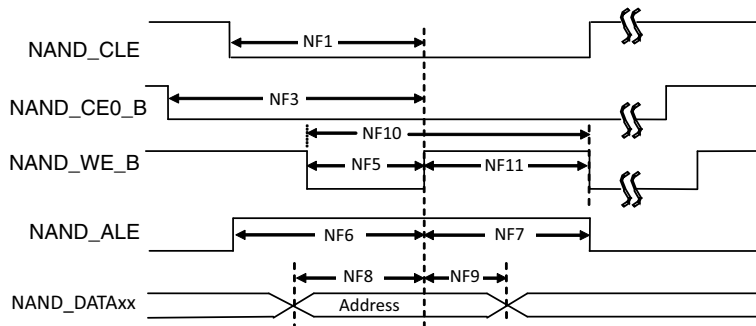 NAND_CLE
NF1
NAND_CE0_B
NF3
NF10
NAND_WE_B
NF5
NF11
NAND_ALE
NF6
NF7
NF8
NF9
NAND_DATAxx
Address